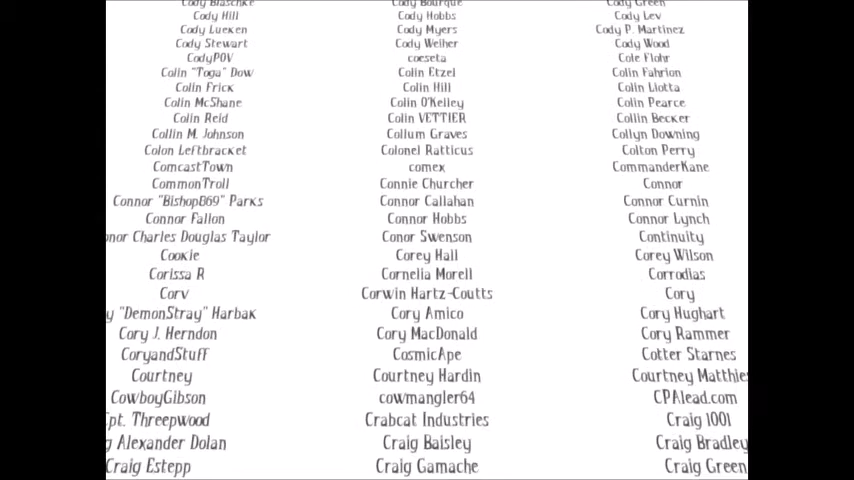 Cody Blaschke Cody Bourque Cody Green
Cody Hill Cody Hobbs Cody Lev
Cody Lueken Cody Myers Cody P. Martinez
Cody Stewart Cody Weiher Cody Wood
CodyPOV coeseta Cole Flohr
Colin "Toga" Dow Colin Etzel Colin Fahrion
Colin Frick Colin Hill Colin Liotta
Colin McShane Colin O'Kelley Colin Pearce
Colin Reid Colin VETTIER Collin Becker
Collin M. Johnson Collum Graves Collyn Downing
Colon Leftbracket Colonel Ratticus Colton Perry
ComcastTown comex CommanderKane
CommonTroll Connie Churcher Connor
Connor "BishopD69" Parks Connor Callahan Connor Curnin
Connor Fallon Connor Hobbs Connor Lynch
nor Charles Douglas Taylor Conor Swenson Continuity
Cookie Corey Hall Corey Wilson
Corissa R Cornelia Morell Corrodias
Corv Corwin Hartz-Coutts Cory
y "DemonStray" Harbak Cory Amico Cory Hughart
Cory J. Herndon Cory MacDonald Cory Rammer
CoryandStuff CosmicApe Cotter Starnes
Courtney Courtney Hardin Courtney Matthies
CowboyGibson cowmangler64 CPAlead.com
pt. Threepwood Crabcat Industries Craig 1001
g Alexander Dolan Craig Baisley Craig Bradley
Craig Estepp Craig Gamache Craig Green